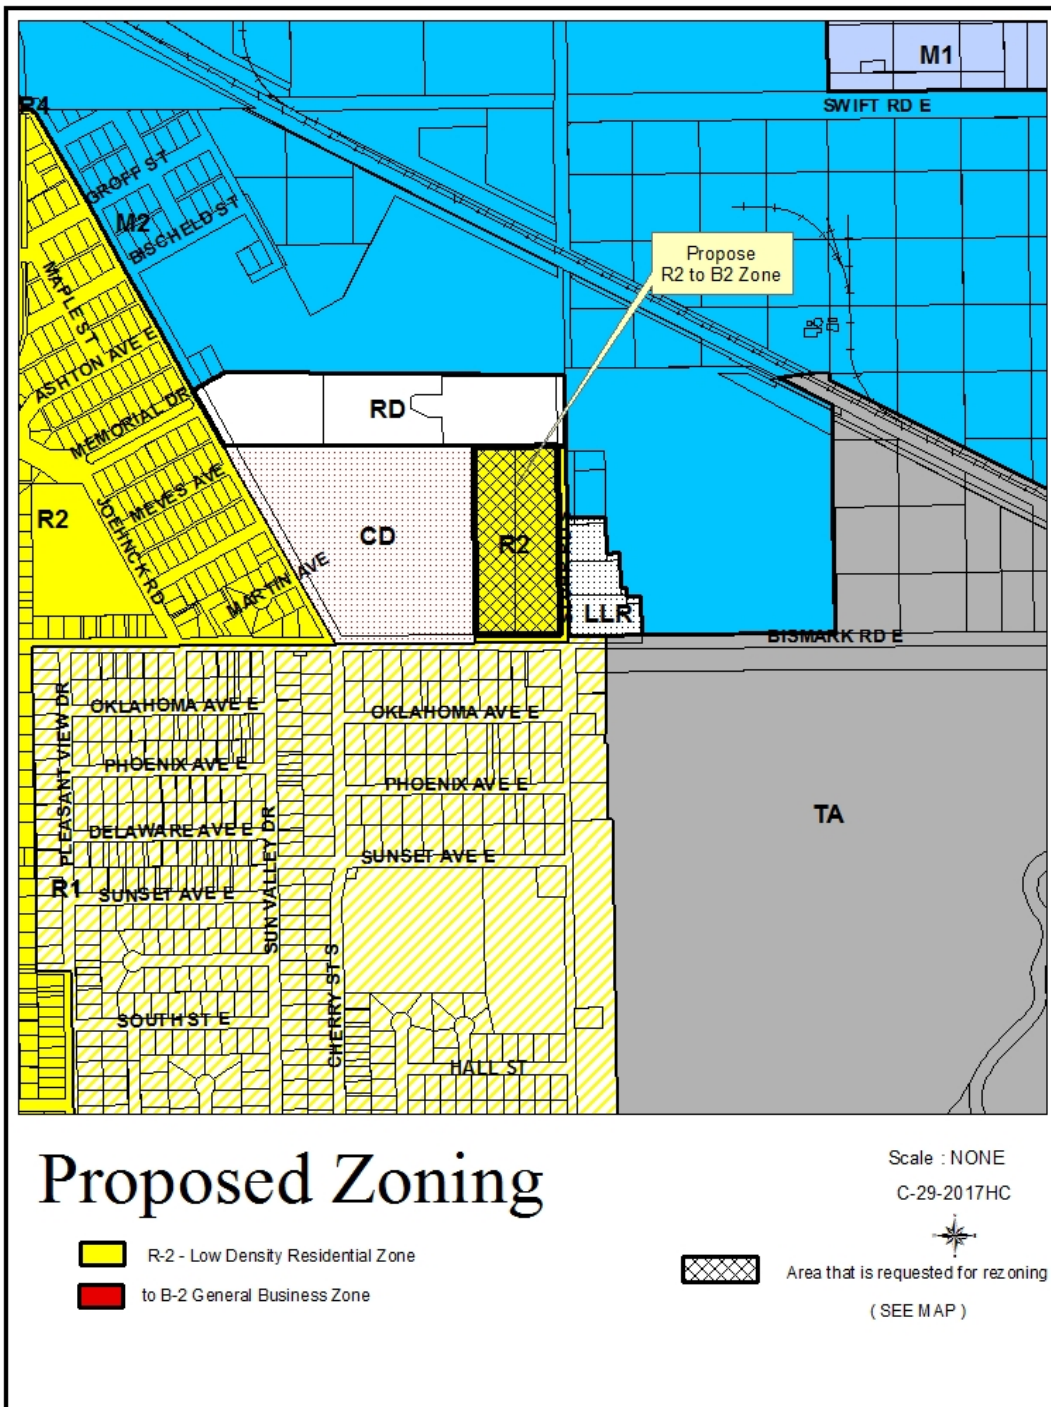 M1
SWIFT RD E
R4
GROFF ST
M2
BISCHELD ST
Propose
R2 to B2 Zone
MAPLE ST
ASHTON AVE E
RD
MEMORIAL DR
MEVES AVE
R2
JOEHNCK RD
CD
R2
MARTIN AVE
LLR
BISMARK RD E
PLEASANT VIEW DR
OKLAHOMA AVE E
OKLAHOMA AVE E
PHOENIX AVE E
PHOENIX AVE E
TA
DELAWARE AVE E
SUN VALLEY DR
SUNSET AVE E
R1
SUNSET AVE E
CHERRY ST S
SOUTH ST E
HALL ST
Proposed Zoning
Scale : NONE
C-29-2017HC
R-2 - Low Density Residential Zone
to B-2 General Business Zone
Area that is requested for rezoning
( SEE MAP )